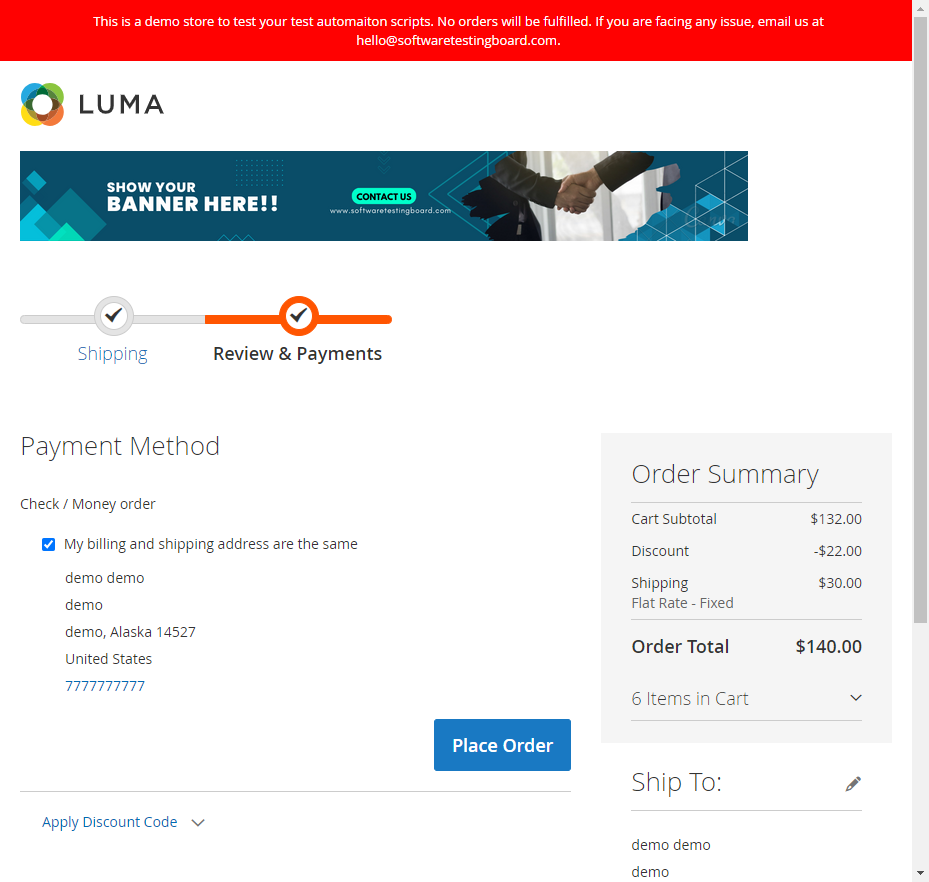 This is a demo store to test your test automaiton scripts. No orders will be fulfilled. If you are facing any issue, email us at
hello@softwaretestingboard.com.
LUMA
SHOW YOUR
BANNER HERE!!
CONTACT US
www.softwaretestingboard.com
Shipping
Review & Payments
Payment Method
Check / Money order
My billing and shipping address are the same
demo demo
demo
demo, Alaska 14527
United States
7777777777
Place Order
Apply Discount Code
Order Summary
Cart Subtotal $132.00
Discount -$22.00
Shipping $30.00
Flat Rate - Fixed
Order Total $140.00
6 Items in Cart
Ship To:
demo demo
demo